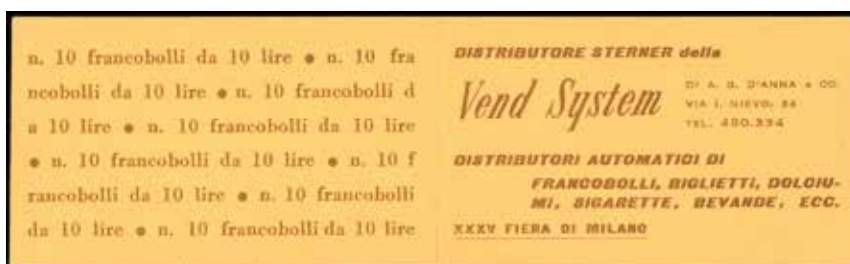 n. 10 francobolli da 10 lire ● n. 10 fra
ncobolli da 10 lire ● n. 10 francobolli d
a 10 lire ● n. 10 francobolli da 10 lire
● n. 10 francobolli da 10 lire ● n. 10 f
rancobolli da 10 lire ● n. 10 francobolli
da 10 lire ● n. 10 francobolli da 10 lire
DISTRIBUTORE STERNER della
Vend System
DI A. G. D'ANNA & CO.
VIA I. NIEVO, 24
TEL. 490.334
DISTRIBUTORI AUTOMATICI DI
FRANCOBOLLI, BIGLIETTI, DOLCIU-
MI, SIGARETTE, BEVANDE, ECC.
XXXV FIERA DI MILANO